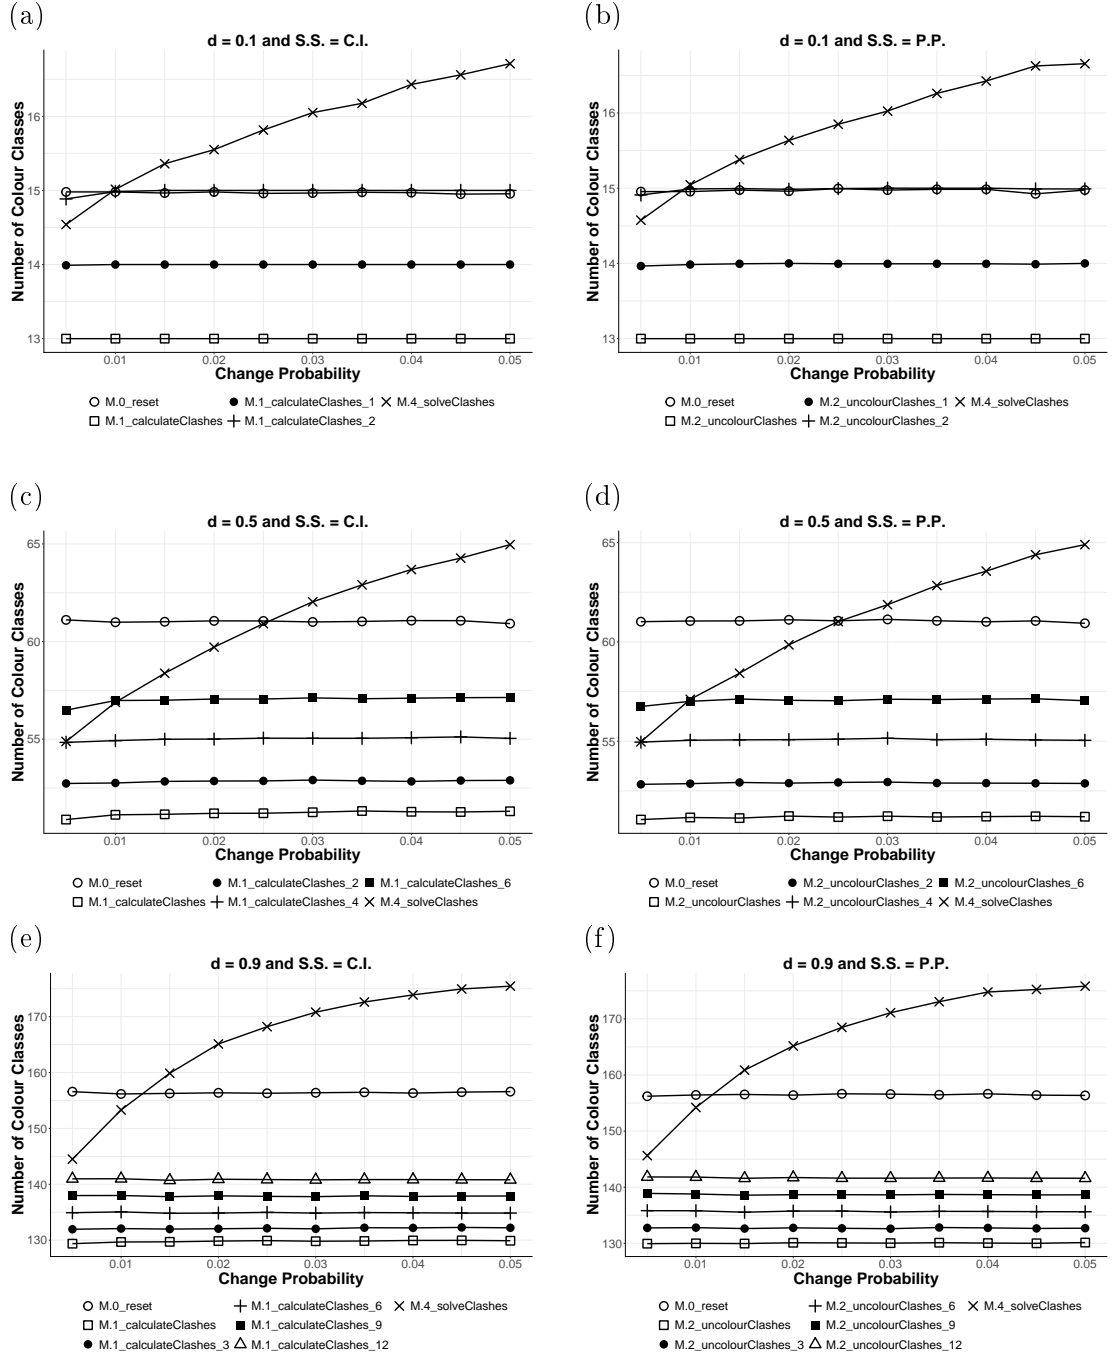 (a)
d = 0.1 and S.S. = C.I.
Number of Colour Classes
16
15
14
13
0.01 0.02 0.03 0.04 0.05
Change Probability
M.0_reset M.1_calculateClashes_1 M.4_solveClashes
M.1_calculateClashes M.1_calculateClashes_2
(b)
d = 0.1 and S.S. = P.P.
Number of Colour Classes
16
15
14
13
0.01 0.02 0.03 0.04 0.05
Change Probability
M.0_reset M.2_uncolourClashes_1 M.4_solveClashes
M.2_uncolourClashes M.2_uncolourClashes_2
(c)
d = 0.5 and S.S. = C.I.
Number of Colour Classes
65
60
55
0.01 0.02 0.03 0.04 0.05
Change Probability
M.0_reset M.1_calculateClashes_2 M.1_calculateClashes_6
M.1_calculateClashes M.1_calculateClashes_4 M.4_solveClashes
(d)
d = 0.5 and S.S. = P.P.
Number of Colour Classes
65
60
55
0.01 0.02 0.03 0.04 0.05
Change Probability
M.0_reset M.2_uncolourClashes_2 M.2_uncolourClashes_6
M.2_uncolourClashes M.2_uncolourClashes_4 M.4_solveClashes
(e)
d = 0.9 and S.S. = C.I.
Number of Colour Classes
170
160
150
140
130
0.01 0.02 0.03 0.04 0.05
Change Probability
M.0_reset M.1_calculateClashes_6 M.4_solveClashes
M.1_calculateClashes M.1_calculateClashes_9
M.1_calculateClashes_3 M.1_calculateClashes_12
(f)
d = 0.9 and S.S. = P.P.
Number of Colour Classes
170
160
150
140
130
0.01 0.02 0.03 0.04 0.05
Change Probability
M.0_reset M.2_uncolourClashes_6 M.4_solveClashes
M.2_uncolourClashes M.2_uncolourClashes_9
M.2_uncolourClashes_3 M.2_uncolourClashes_12